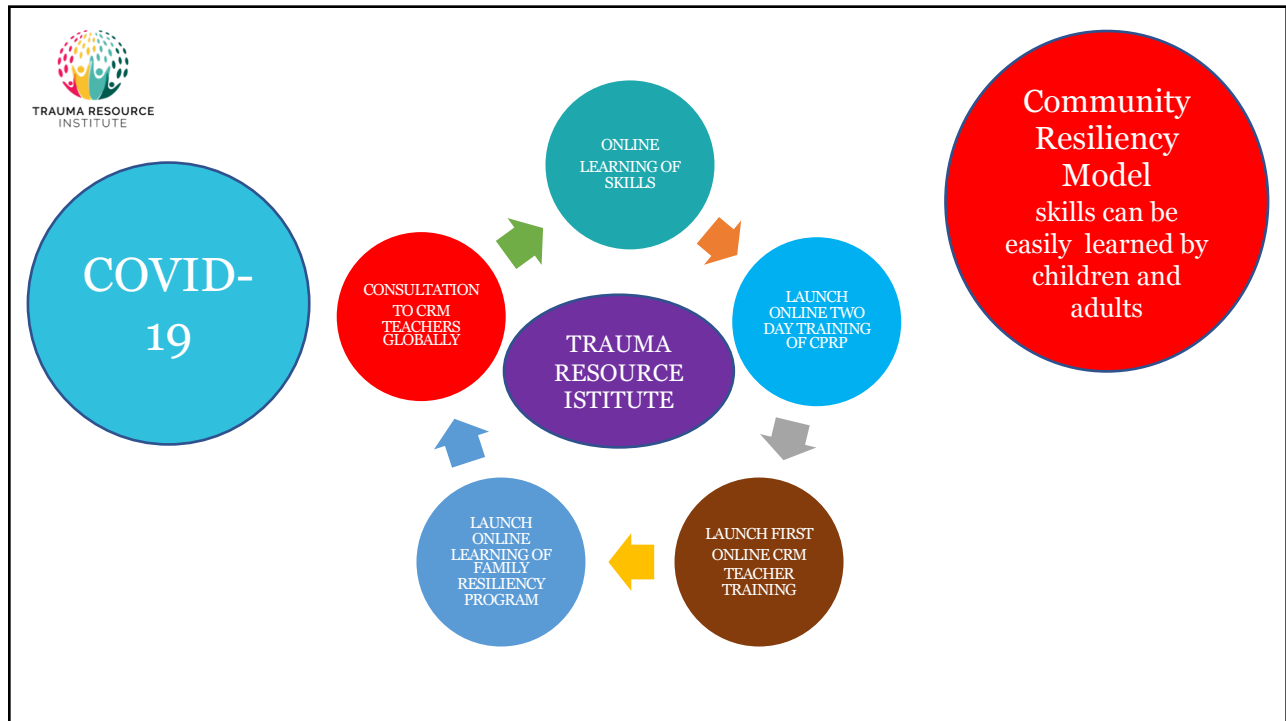 TRAUMA RESOURCE
INSTITUTE
COVID-
19
ONLINE
LEARNING OF
SKILLS
LAUNCH
ONLINE TWO
DAY TRAINING
OF CPRP
LAUNCH FIRST
ONLINE CRM
TEACHER
TRAINING
LAUNCH
ONLINE
LEARNING OF
FAMILY
RESILIENCY
PROGRAM
CONSULTATION
TO CRM
TEACHERS
GLOBALLY
TRAUMA
RESOURCE
ISTITUTE
Community
Resiliency
Model
skills can be
easily learned by
children and
adults